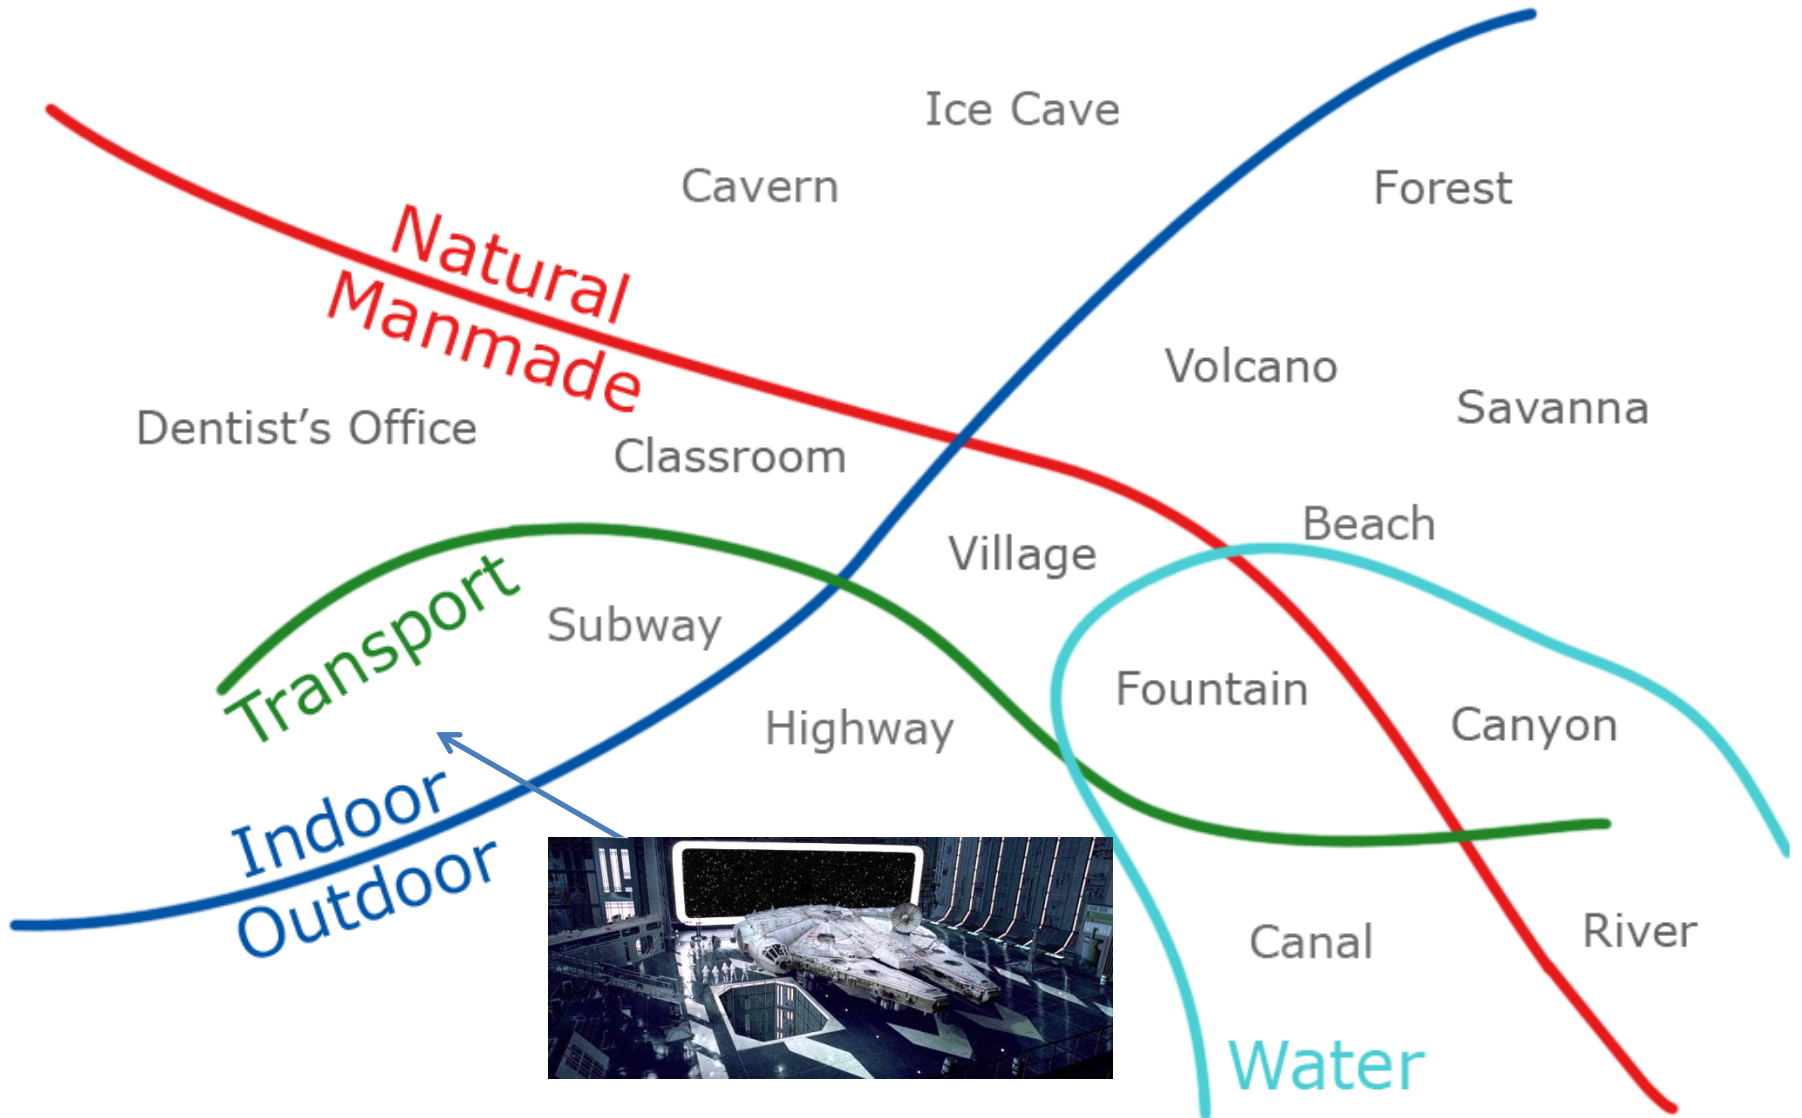 Ice Cave
Cavern
Forest
Natural
Manmade
Volcano
Savanna
Dentist’s Office
Classroom
Beach
Village
Transport
Subway
Fountain
Highway
Canyon
Indoor
Outdoor
Canal
River
Water